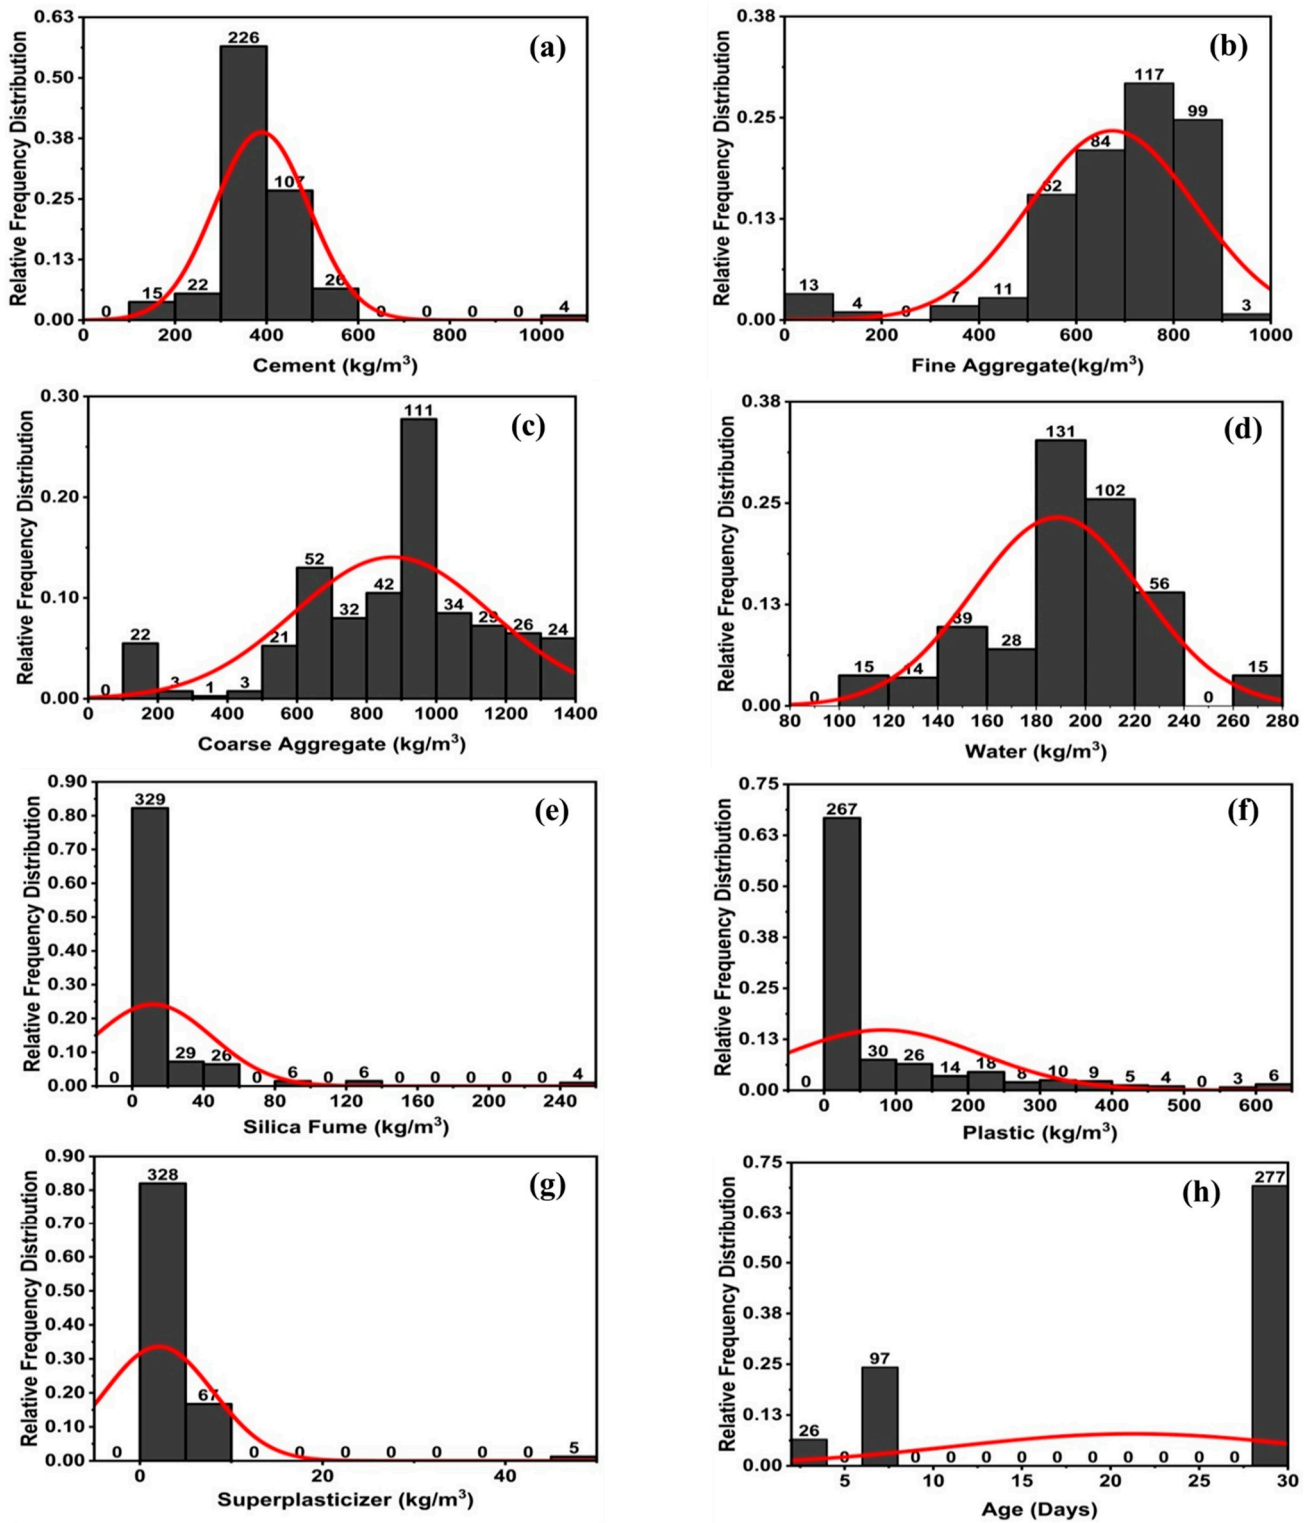 (a)
Relative Frequency Distribution
0.63
0.50
0.38
0.25
0.13
0.00
0 15 22 226 107 26 0 0 0 0 4
0 200 400 600 800 1000
Cement (kg/m³)
(b)
Relative Frequency Distribution
0.38
0.25
0.13
0.00
13 4 0 7 11 62 84 117 99 3
0 200 400 600 800 1000
Fine Aggregate(kg/m³)
(c)
Relative Frequency Distribution
0.30
0.20
0.10
0.00
0 22 3 1 3 21 52 32 42 111 34 29 26 24
0 200 400 600 800 1000 1200 1400
Coarse Aggregate (kg/m³)
(d)
Relative Frequency Distribution
0.38
0.25
0.13
0.00
0 15 14 39 28 131 102 56 0 15
80 100 120 140 160 180 200 220 240 260 280
Water (kg/m³)
(e)
Relative Frequency Distribution
0.90
0.80
0.70
0.60
0.50
0.40
0.30
0.20
0.10
0.00
0 329 29 26 0 6 0 6 0 0 0 0 0 4
0 40 80 120 160 200 240
Silica Fume (kg/m³)
(f)
Relative Frequency Distribution
0.75
0.63
0.50
0.38
0.25
0.13
0.00
0 267 30 26 14 18 8 10 9 5 4 0 3 6
0 100 200 300 400 500 600
Plastic (kg/m³)
(g)
Relative Frequency Distribution
0.90
0.80
0.70
0.60
0.50
0.40
0.30
0.20
0.10
0.00
0 328 67 0 0 0 0 0 0 0 5
0 20 40
Superplasticizer (kg/m³)
(h)
Relative Frequency Distribution
0.75
0.63
0.50
0.38
0.25
0.13
0.00
26 0 97 0 0 0 0 0 0 0 0 0 0 277
5 10 15 20 25 30
Age (Days)